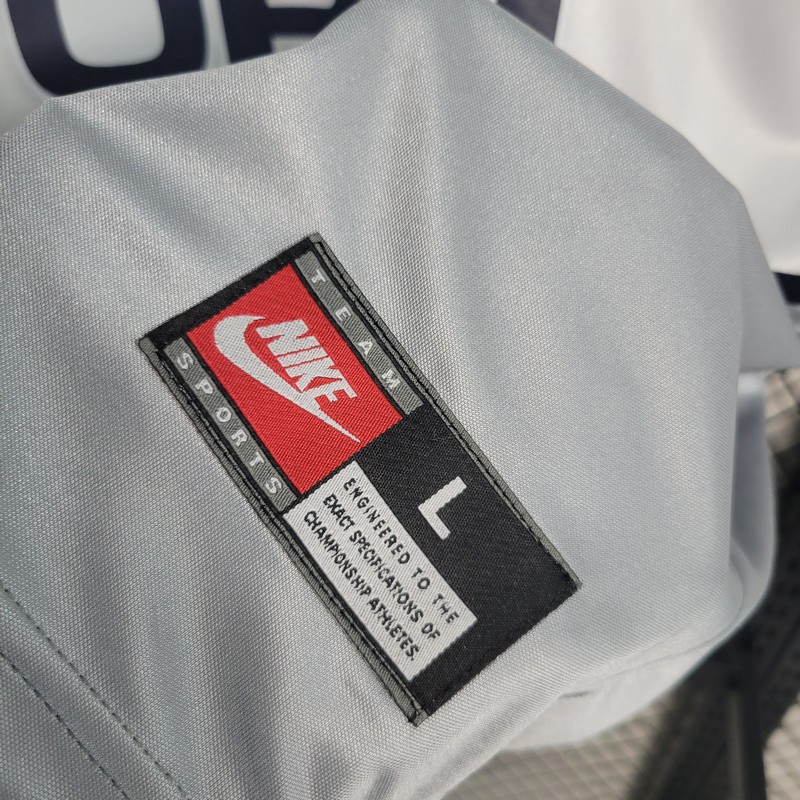 TEAM
NIKE
SPORTS
L
ENGINEERED TO THE
EXACT SPECIFICATIONS OF
CHAMPIONSHIP ATHLETES.